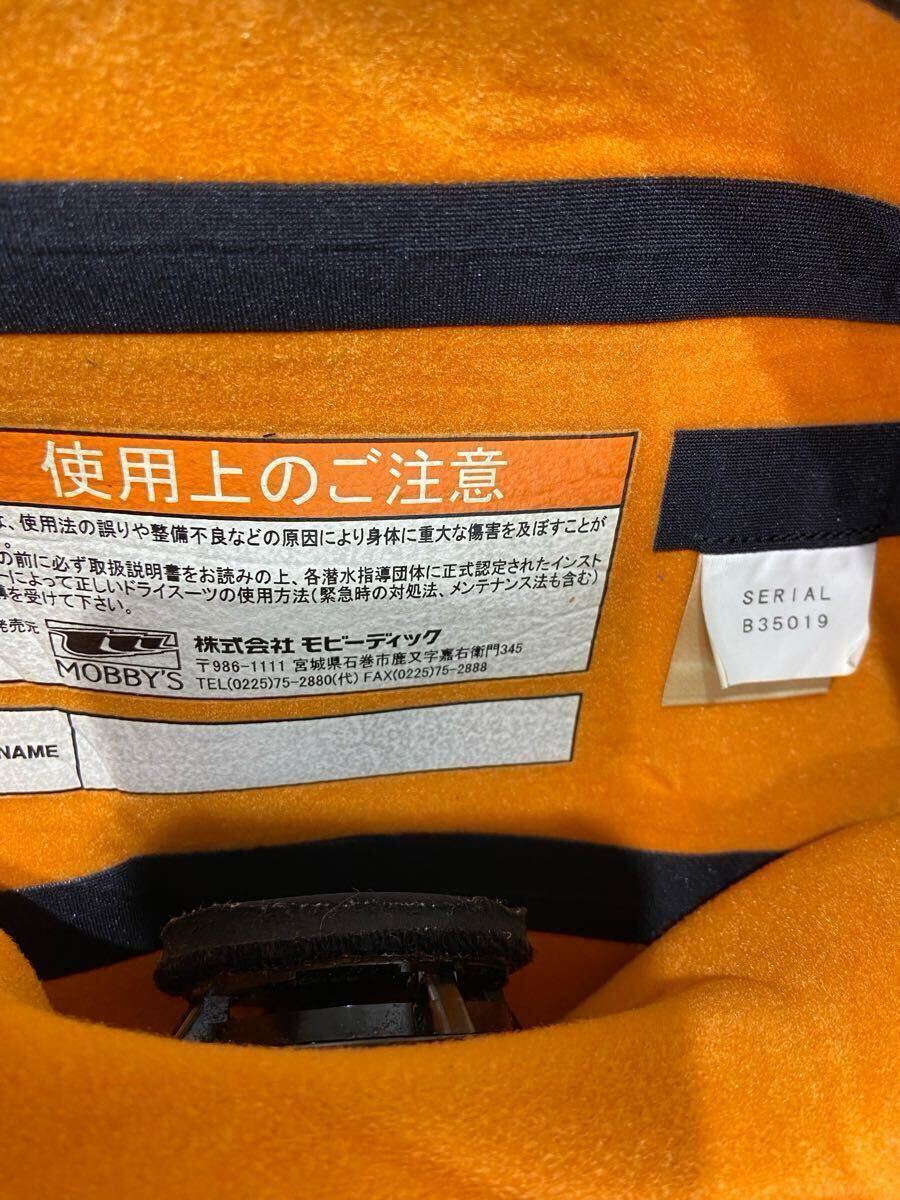 使用上のご注意
な、使用法の誤りや整備不良などの原因により身体に重大な傷害を及ぼすことが
。
の前に必ず取扱説明書をお読みの上、各潜水指導団体に正式認定されたインスト
ーによって正しいドライスーツの使用方法(緊急時の対処法、メンテナンス法も含む)
を受けて下さい。
発売元
MOBBY'S
株式会社 モビーディック
〒986-1111 宮城県石巻市鹿又字嘉右衛門345
TEL(0225)75-2880(代) FAX(0225)75-2888
NAME
SERIAL
B35019